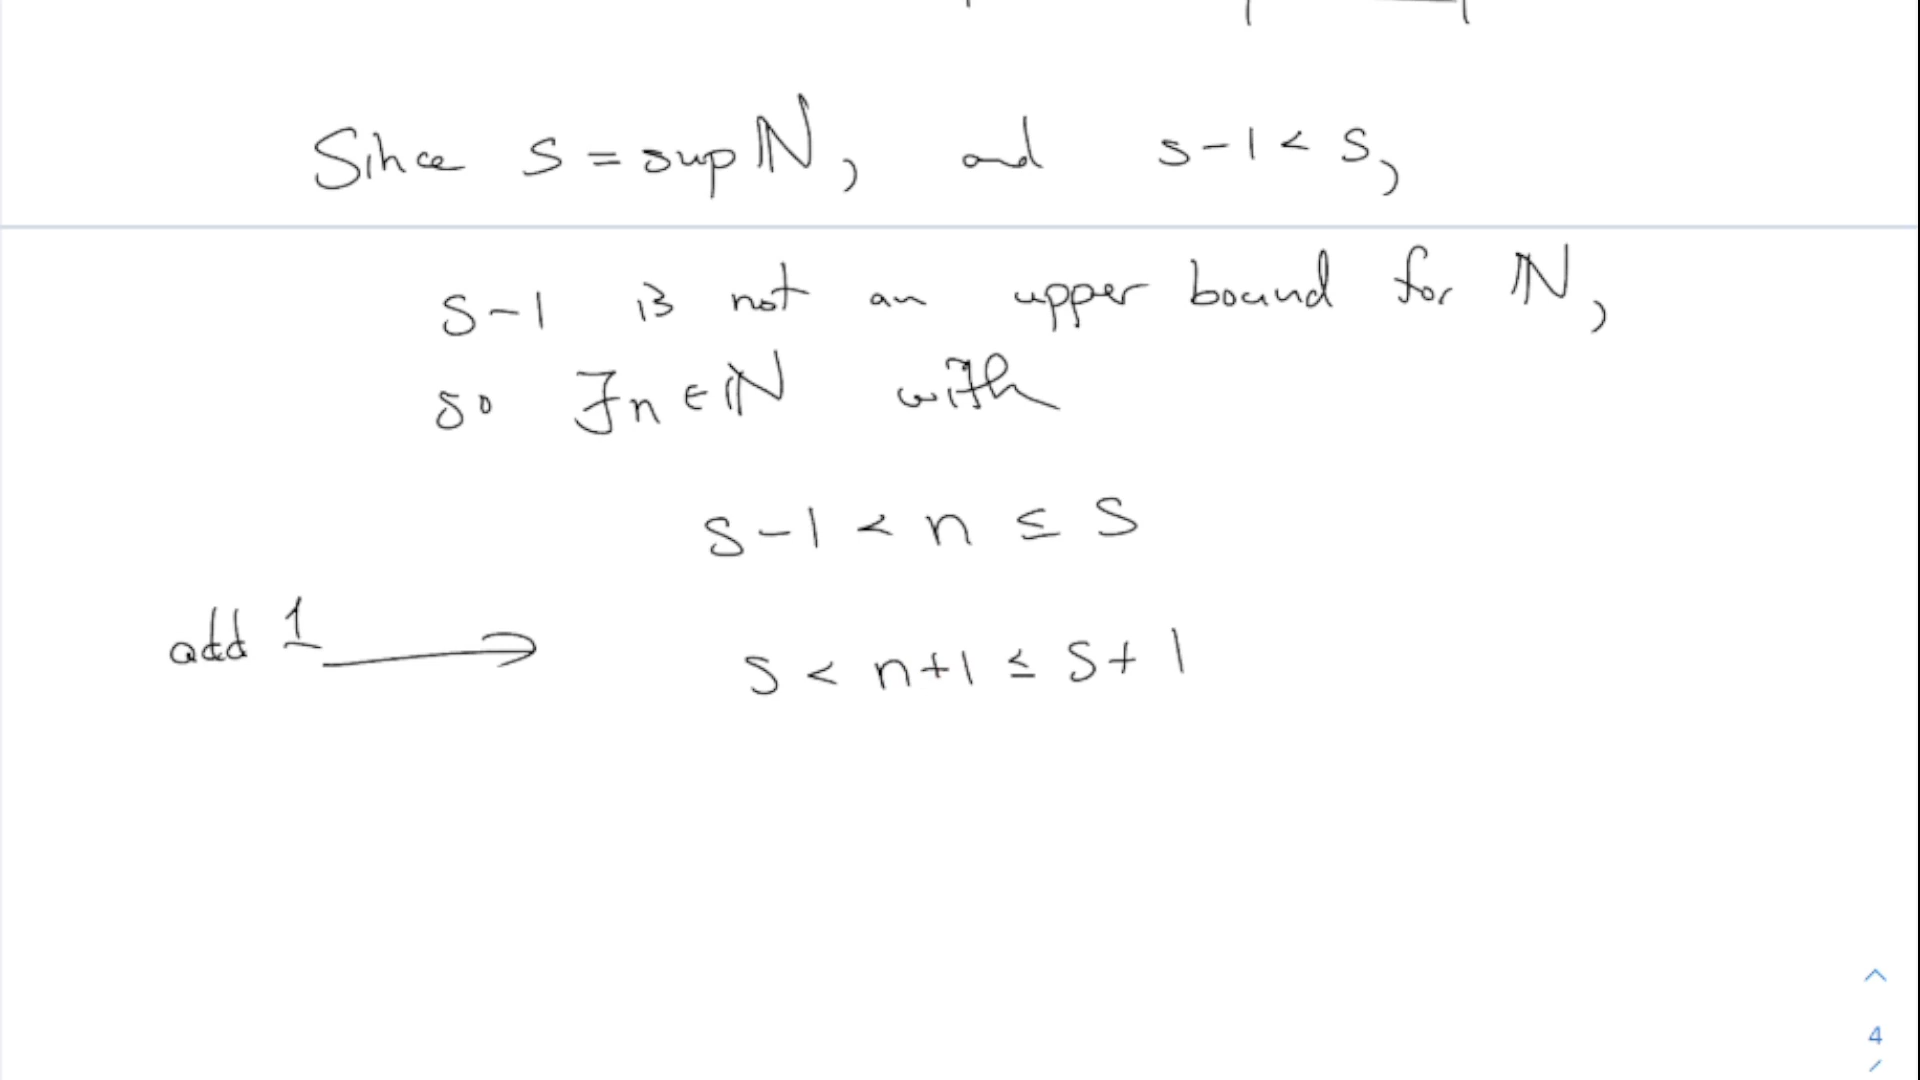 Since s = sup ℕ, and s-1 < s,
s-1 is not an upper bound for ℕ,
so ∃n∈ℕ with
s-1 < n ≤ s
add 1 → s < n+1 ≤ s+1
4